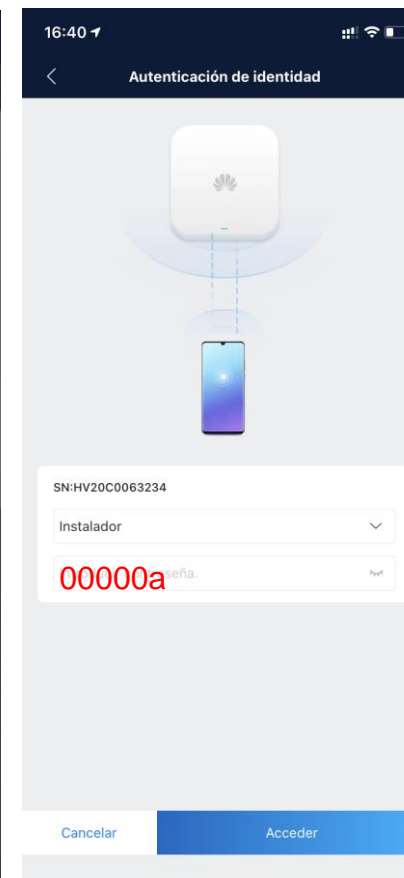 16:40
Autenticación de identidad
SN:HV20C0063234
Instalador
00000a seña.
Cancelar
Acceder